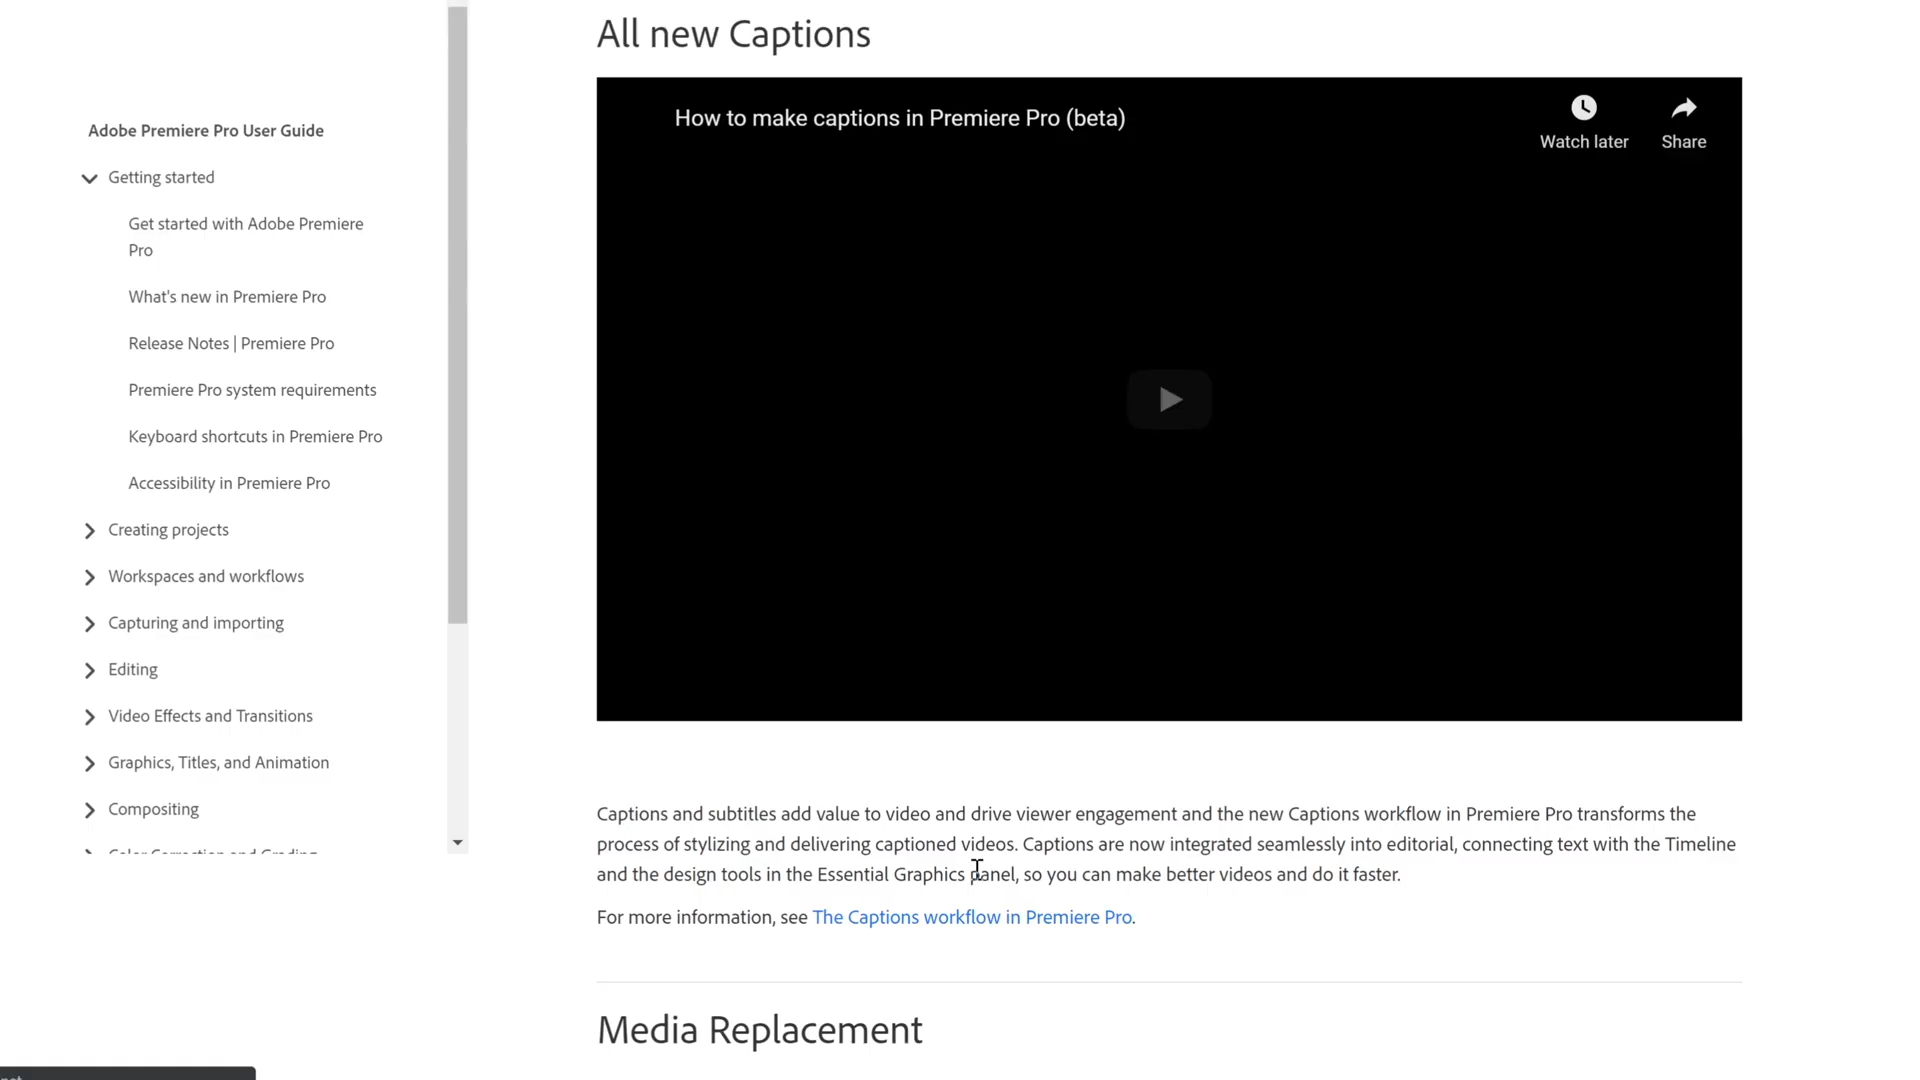 All new Captions
How to make captions in Premiere Pro (beta)
Watch later
Share
Adobe Premiere Pro User Guide
Getting started
Get started with Adobe Premiere
Pro
What's new in Premiere Pro
Release Notes | Premiere Pro
Premiere Pro system requirements
Keyboard shortcuts in Premiere Pro
Accessibility in Premiere Pro
Creating projects
Workspaces and workflows
Capturing and importing
Editing
Video Effects and Transitions
Graphics, Titles, and Animation
Compositing
Color Correction and Grading
Captions and subtitles add value to video and drive viewer engagement and the new Captions workflow in Premiere Pro transforms the
process of stylizing and delivering captioned videos. Captions are now integrated seamlessly into editorial, connecting text with the Timeline
and the design tools in the Essential Graphics panel, so you can make better videos and do it faster.
For more information, see The Captions workflow in Premiere Pro.
Media Replacement